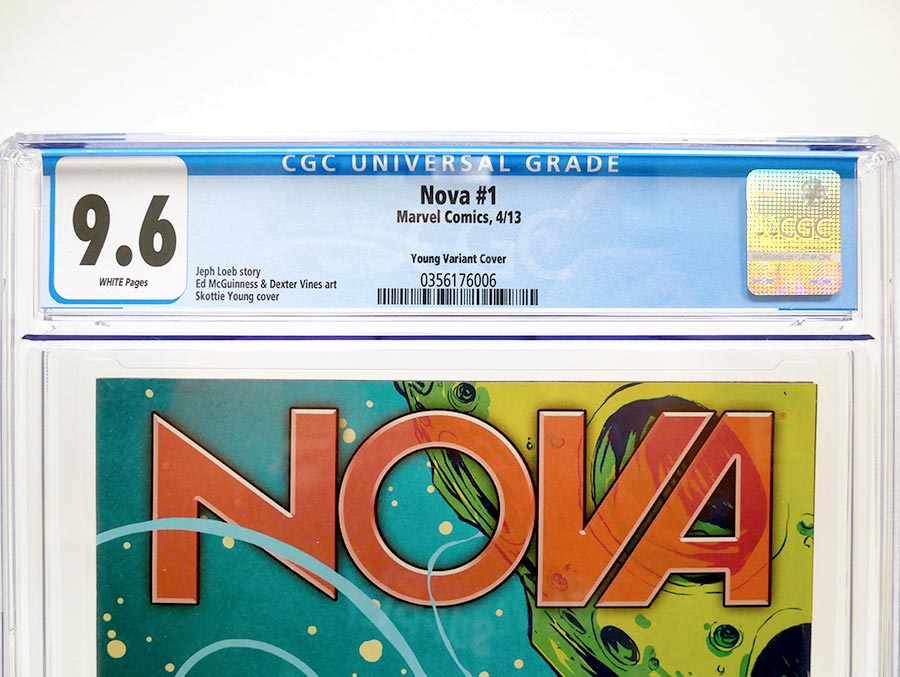 CGC UNIVERSAL GRADE
9.6
WHITE Pages
Nova #1
Marvel Comics, 4/13
Young Variant Cover
0356176006
Jeph Loeb story
Ed McGuinness & Dexter Vines art
Skottie Young cover
CGC
NOVA